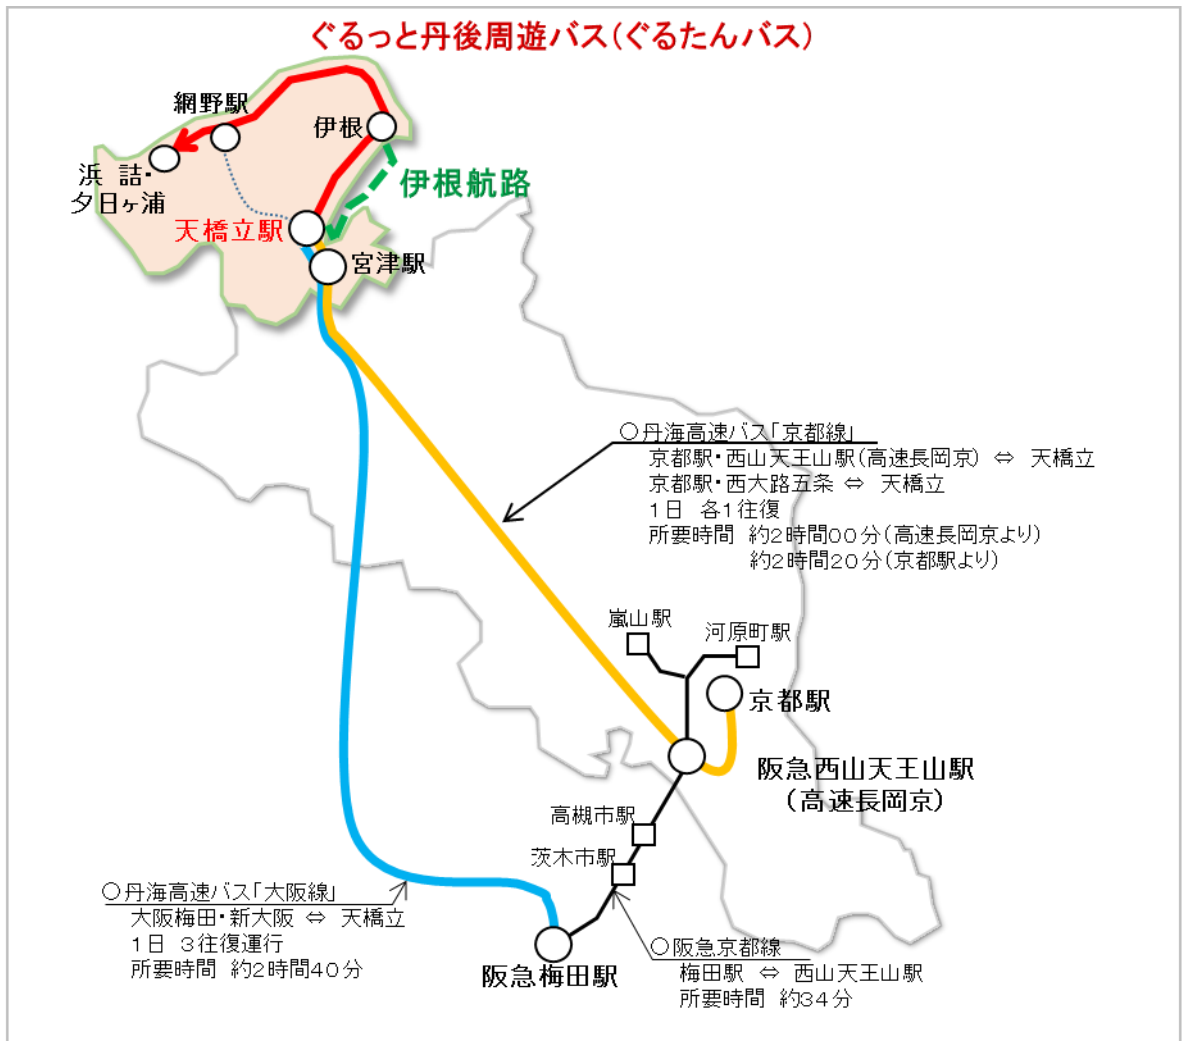 ぐるっと丹後周遊バス(ぐるたんバス)
網野駅
伊根
浜 詰・
夕日ヶ浦
伊根航路
天橋立駅
宮津駅
○丹海高速バス「京都線」
京都駅・西山天王山駅(高速長岡京) ⇔ 天橋立
京都駅・西大路五条 ⇔ 天橋立
1日 各1往復
所要時間 約2時間00分(高速長岡京より)
約2時間20分(京都駅より)
嵐山駅
河原町駅
京都駅
阪急西山天王山駅
(高速長岡京)
高槻市駅
茨木市駅
○丹海高速バス「大阪線」
大阪梅田・新大阪 ⇔ 天橋立
1日 3往復運行
所要時間 約2時間40分
阪急梅田駅
○阪急京都線
梅田駅 ⇔ 西山天王山駅
所要時間 約34分